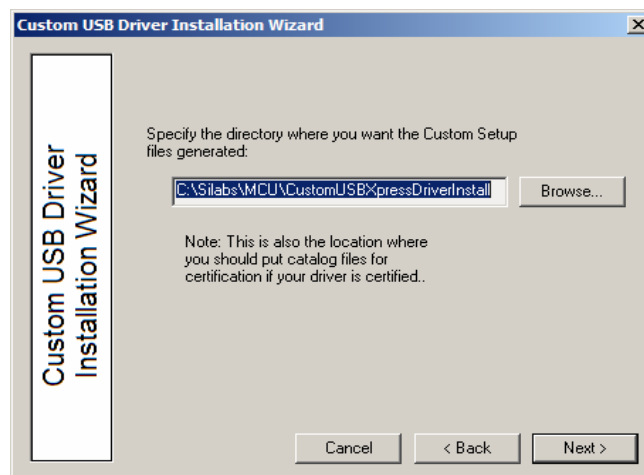 Custom USB Driver Installation Wizard
Custom USB Driver
Installation Wizard
Specify the directory where you want the Custom Setup
files generated:
C:\Silabs\MCU\CustomUSBXpressDriverInstall
Browse...
Note: This is also the location where
you should put catalog files for
certification if your driver is certified..
Cancel
< Back
Next >